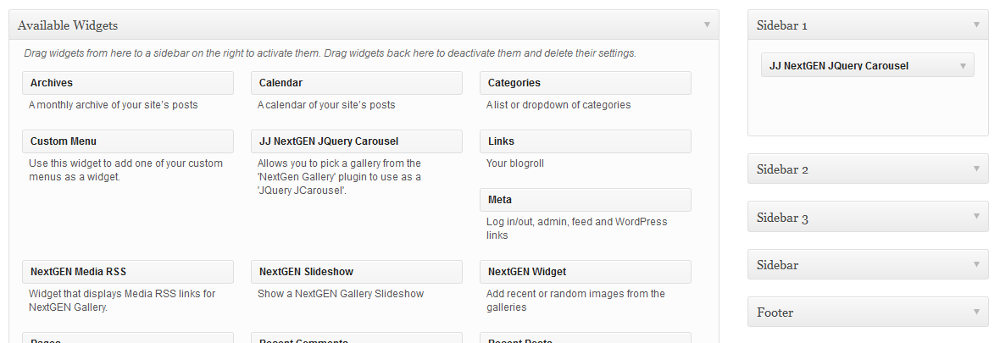 Available Widgets
Drag widgets from here to a sidebar on the right to activate them. Drag widgets back here to deactivate them and delete their settings.
Archives
A monthly archive of your site's posts
Calendar
A calendar of your site's posts
Categories
A list or dropdown of categories
Custom Menu
Use this widget to add one of your custom
menus as a widget.
JJ NextGEN JQuery Carousel
Allows you to pick a gallery from the
'NextGen Gallery' plugin to use as a
'JQuery JCarousel'.
Links
Your blogroll
Meta
Log in/out, admin, feed and WordPress
links
NextGEN Media RSS
Widget that displays Media RSS links for
NextGEN Gallery.
NextGEN Slideshow
Show a NextGEN Gallery Slideshow
NextGEN Widget
Add recent or random images from the
galleries
Pages
Recent Comments
Recent Posts
Sidebar 1
JJ NextGEN JQuery Carousel
Sidebar 2
Sidebar 3
Sidebar
Footer